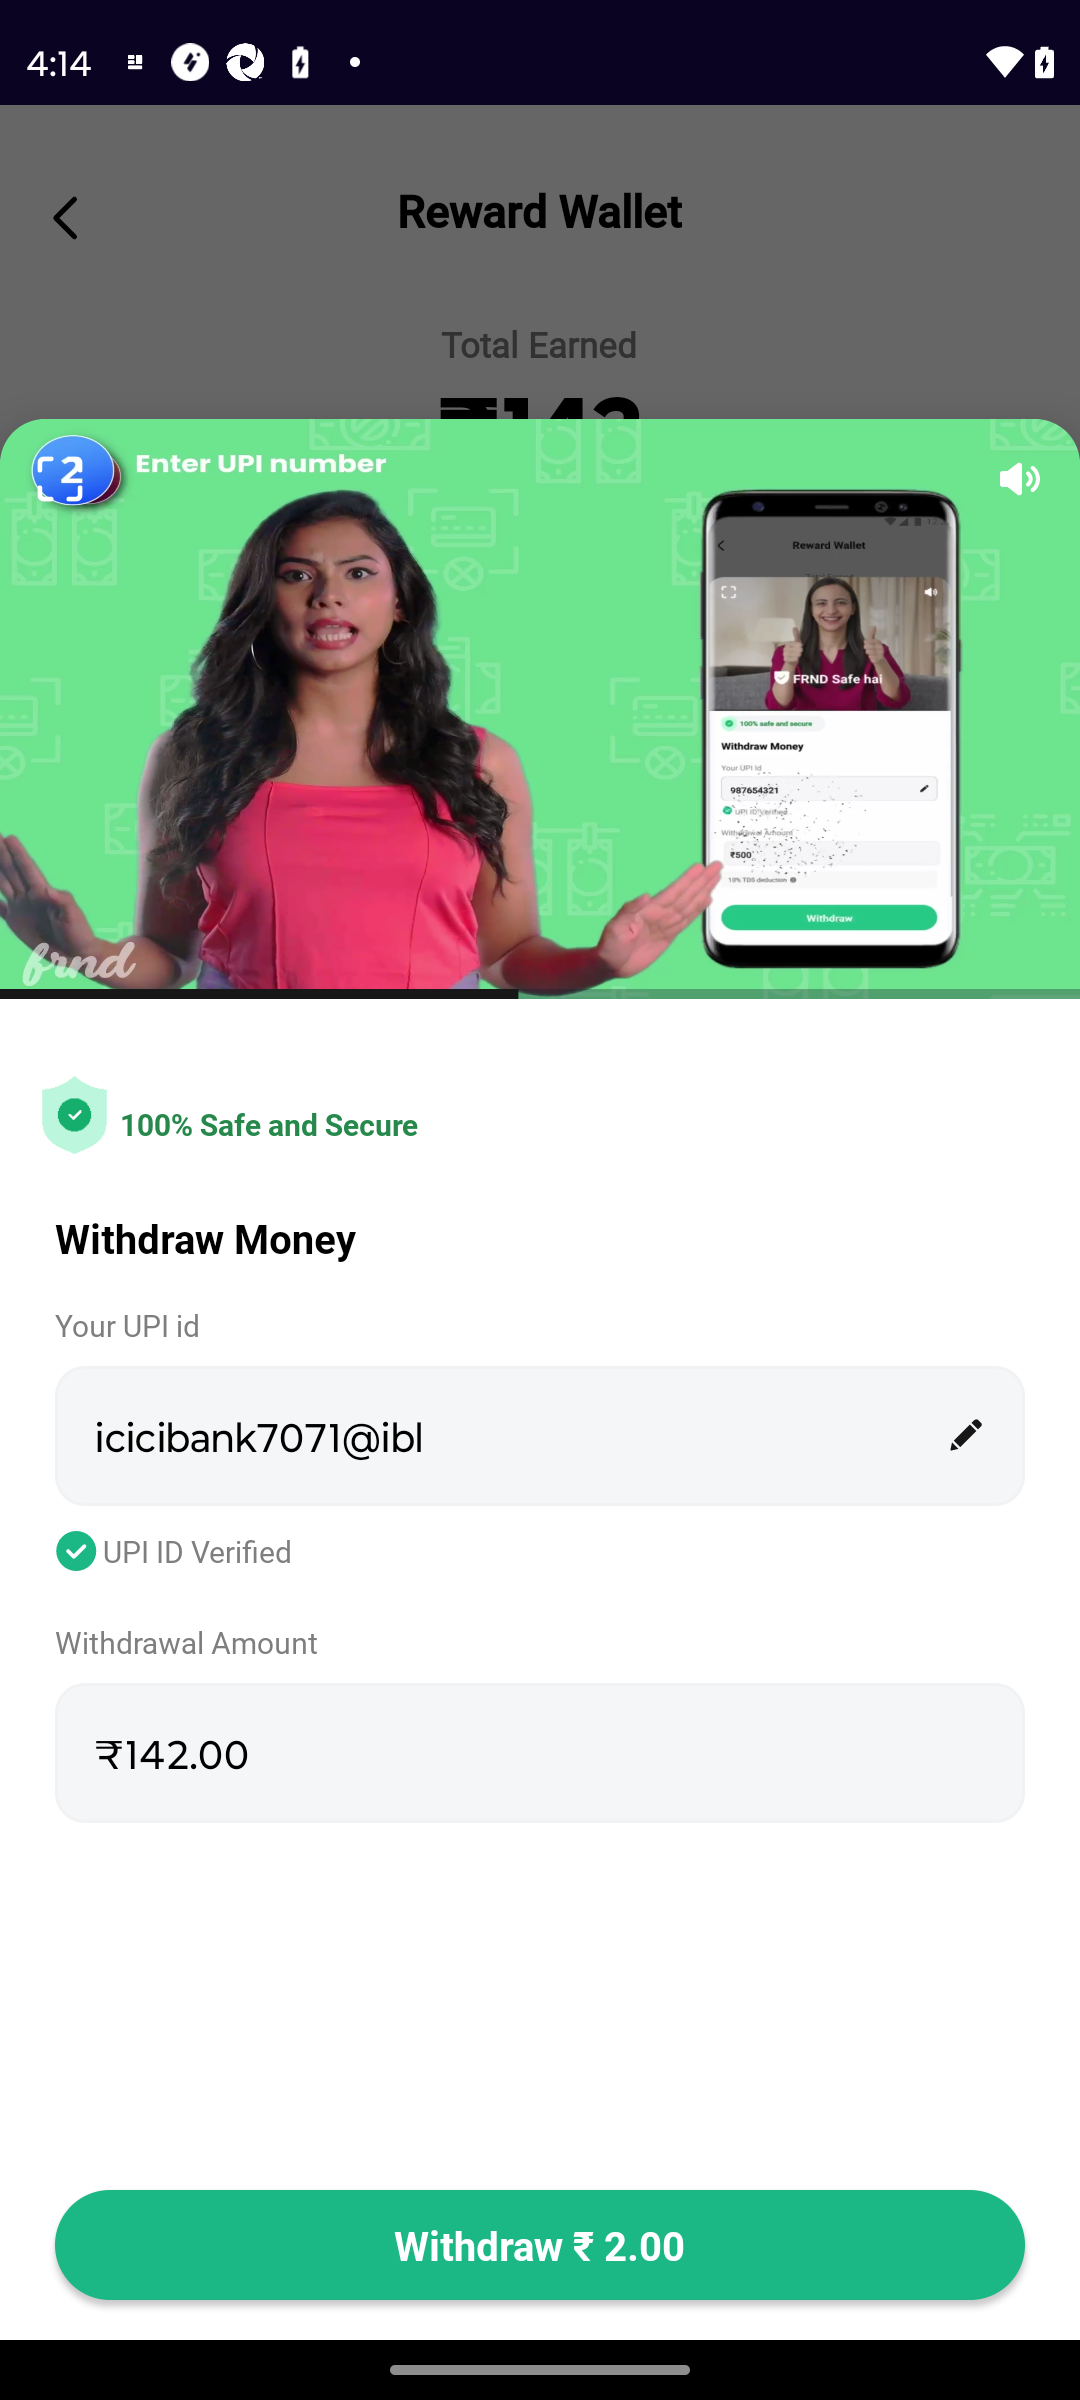 4:14
Reward Wallet
Total Earned
₹142
2
Enter UPI number
Reward Wallet
FRND Safe hai
100% safe and secure
Withdraw Money
Your UPI Id
987654321
UPI ID Verified
Withdrawal Amount
₹500
10% TDS deduction
Withdraw
frnd
100% Safe and Secure
Withdraw Money
Your UPI id
icicibank7071@ibl
UPI ID Verified
Withdrawal Amount
₹142.00
Withdraw ₹ 2.00